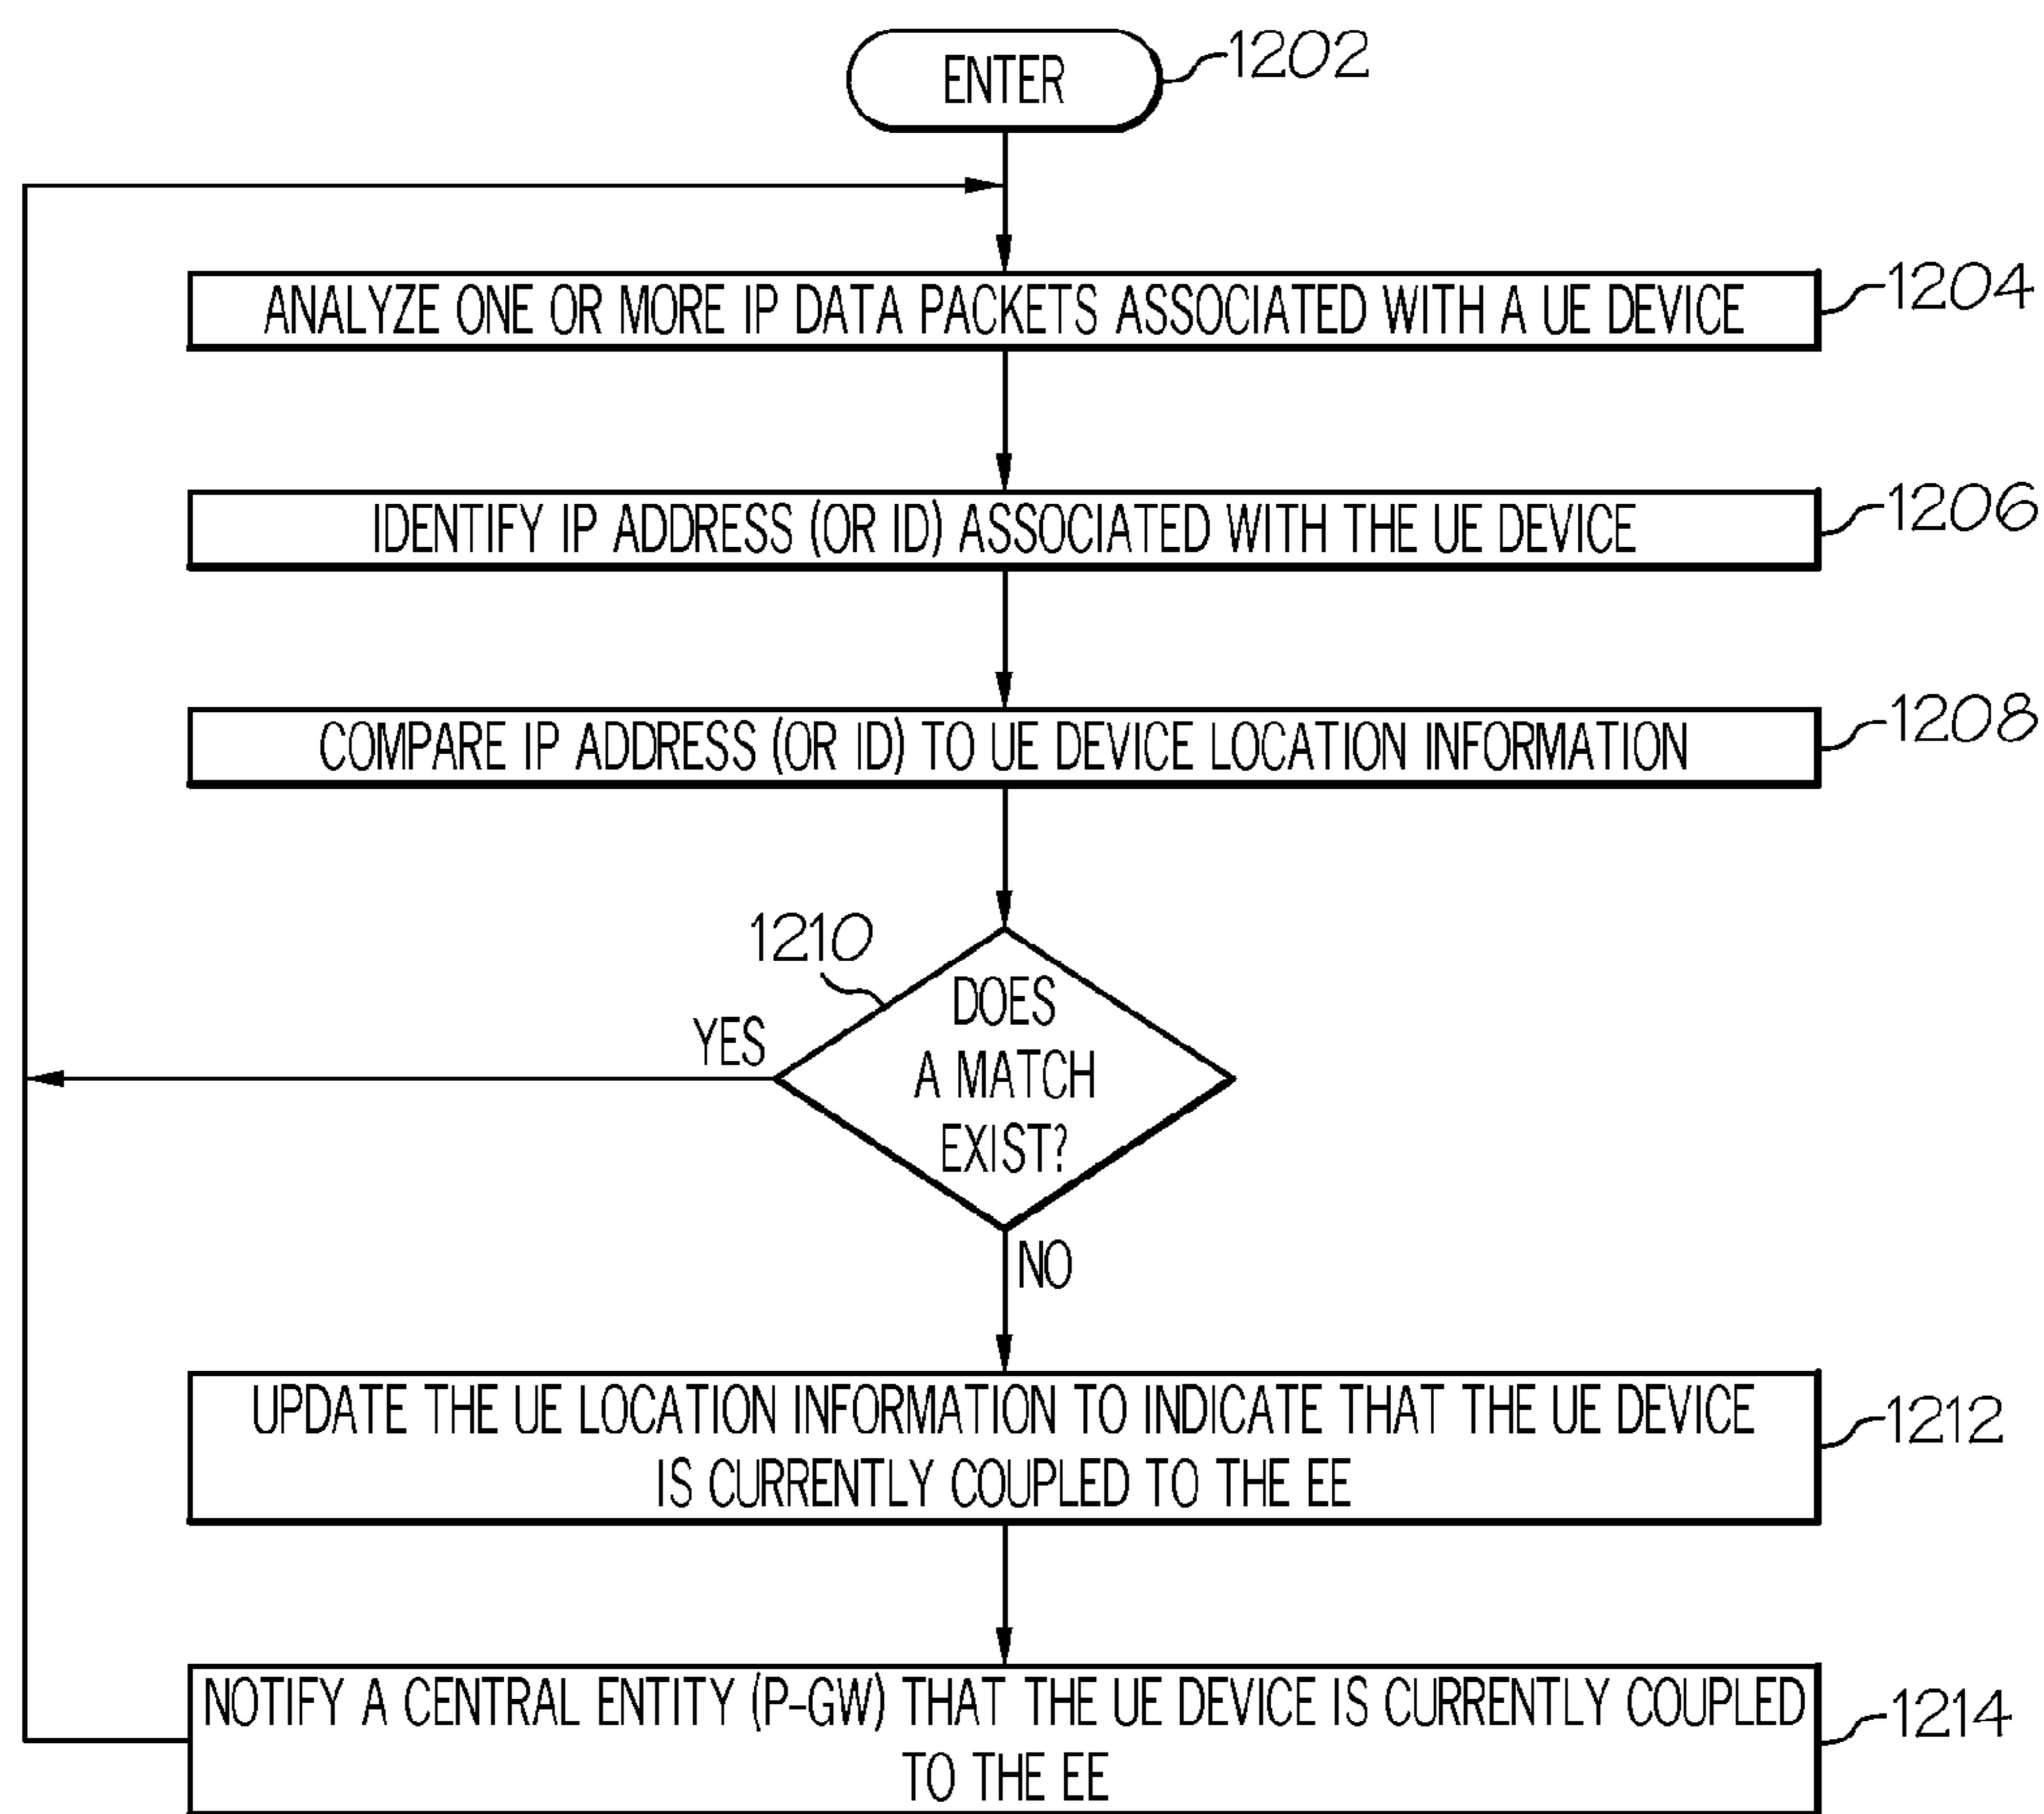 ENTER
1202
ANALYZE ONE OR MORE IP DATA PACKETS ASSOCIATED WITH A UE DEVICE
1204
IDENTIFY IP ADDRESS (OR ID) ASSOCIATED WITH THE UE DEVICE
1206
COMPARE IP ADDRESS (OR ID) TO UE DEVICE LOCATION INFORMATION
1208
1210
DOES
A MATCH
EXIST?
YES
NO
UPDATE THE UE LOCATION INFORMATION TO INDICATE THAT THE UE DEVICE
IS CURRENTLY COUPLED TO THE EE
1212
NOTIFY A CENTRAL ENTITY (P-GW) THAT THE UE DEVICE IS CURRENTLY COUPLED
TO THE EE
1214